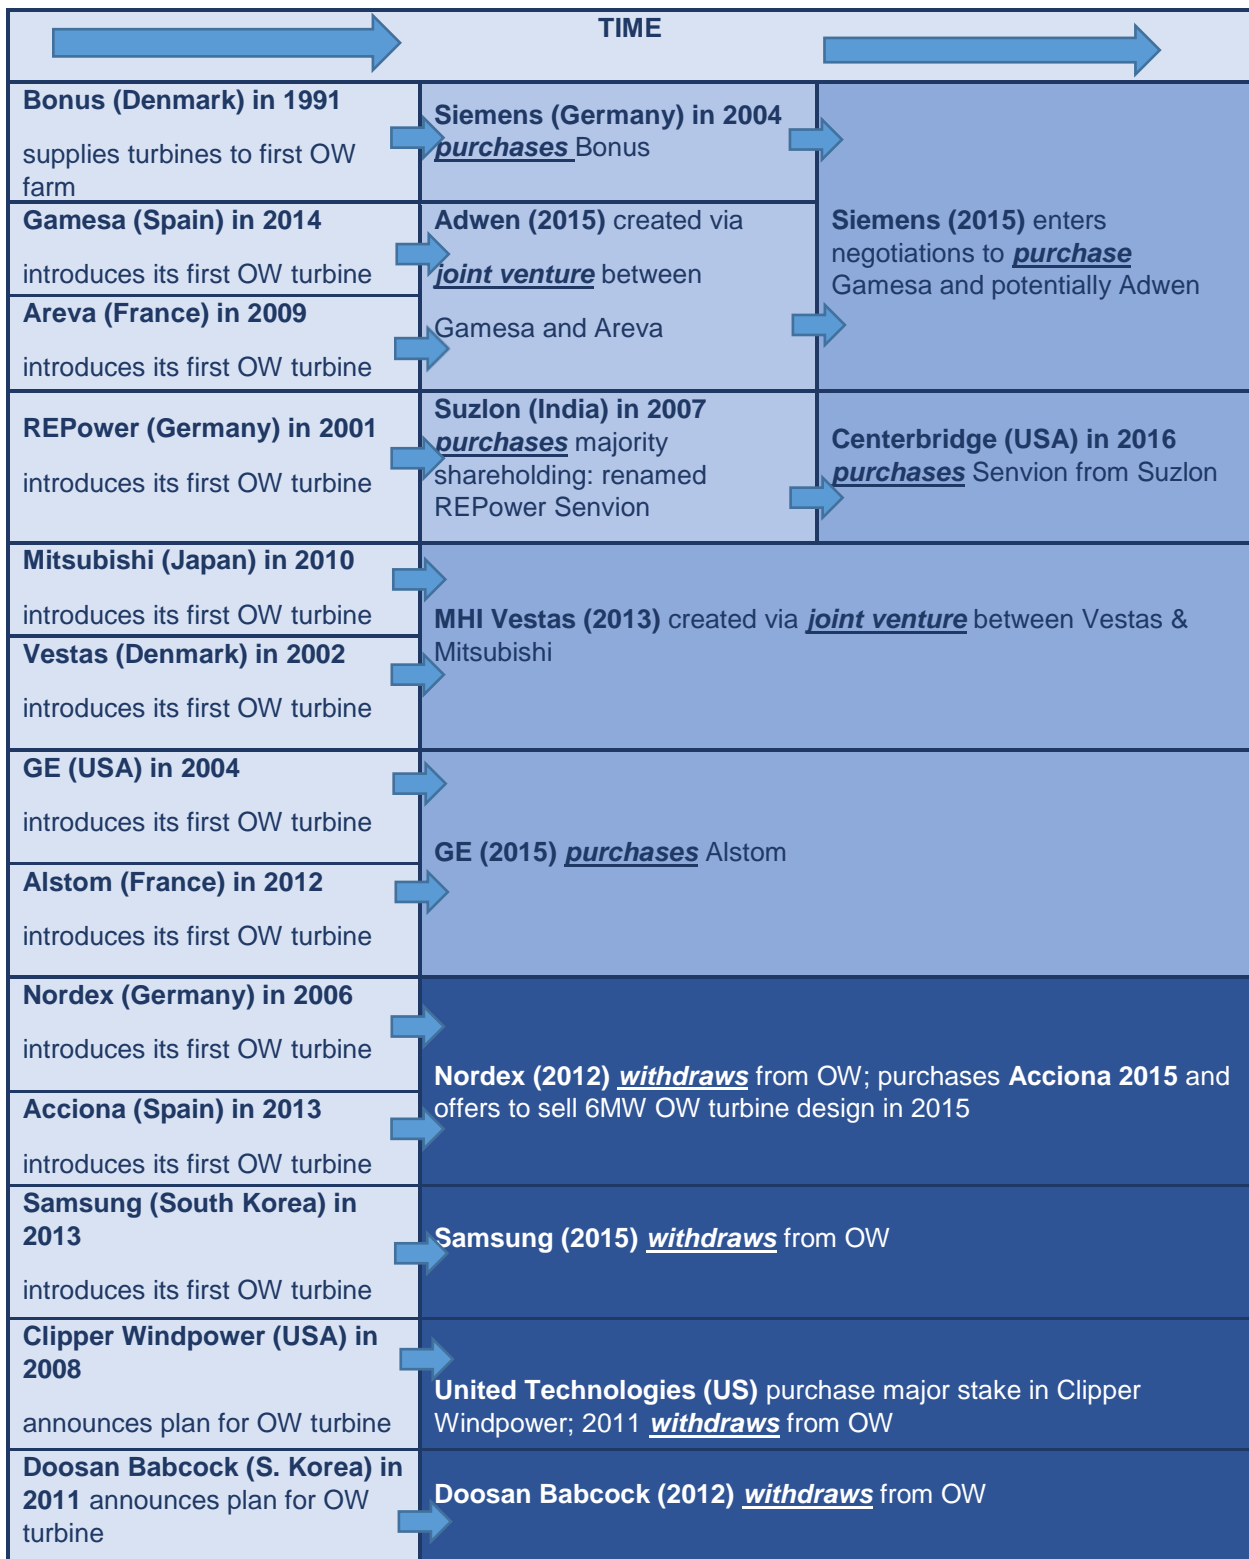 TIME
Bonus (Denmark) in 1991
supplies turbines to first OW
farm
Siemens (Germany) in 2004
purchases Bonus
Gamesa (Spain) in 2014
introduces its first OW turbine
Areva (France) in 2009
introduces its first OW turbine
Adwen (2015) created via
joint venture between
Gamesa and Areva
Siemens (2015) enters
negotiations to purchase
Gamesa and potentially Adwen
REPower (Germany) in 2001
introduces its first OW turbine
Suzlon (India) in 2007
purchases majority
shareholding: renamed
REPower Senvion
Centerbridge (USA) in 2016
purchases Senvion from Suzlon
Mitsubishi (Japan) in 2010
introduces its first OW turbine
Vestas (Denmark) in 2002
introduces its first OW turbine
MHI Vestas (2013) created via joint venture between Vestas &
Mitsubishi
GE (USA) in 2004
introduces its first OW turbine
Alstom (France) in 2012
introduces its first OW turbine
GE (2015) purchases Alstom
Nordex (Germany) in 2006
introduces its first OW turbine
Acciona (Spain) in 2013
introduces its first OW turbine
Nordex (2012) withdraws from OW; purchases Acciona 2015 and
offers to sell 6MW OW turbine design in 2015
Samsung (South Korea) in
2013
introduces its first OW turbine
Samsung (2015) withdraws from OW
Clipper Windpower (USA) in
2008
announces plan for OW turbine
United Technologies (US) purchase major stake in Clipper
Windpower; 2011 withdraws from OW
Doosan Babcock (S. Korea) in
2011 announces plan for OW
turbine
Doosan Babcock (2012) withdraws from OW